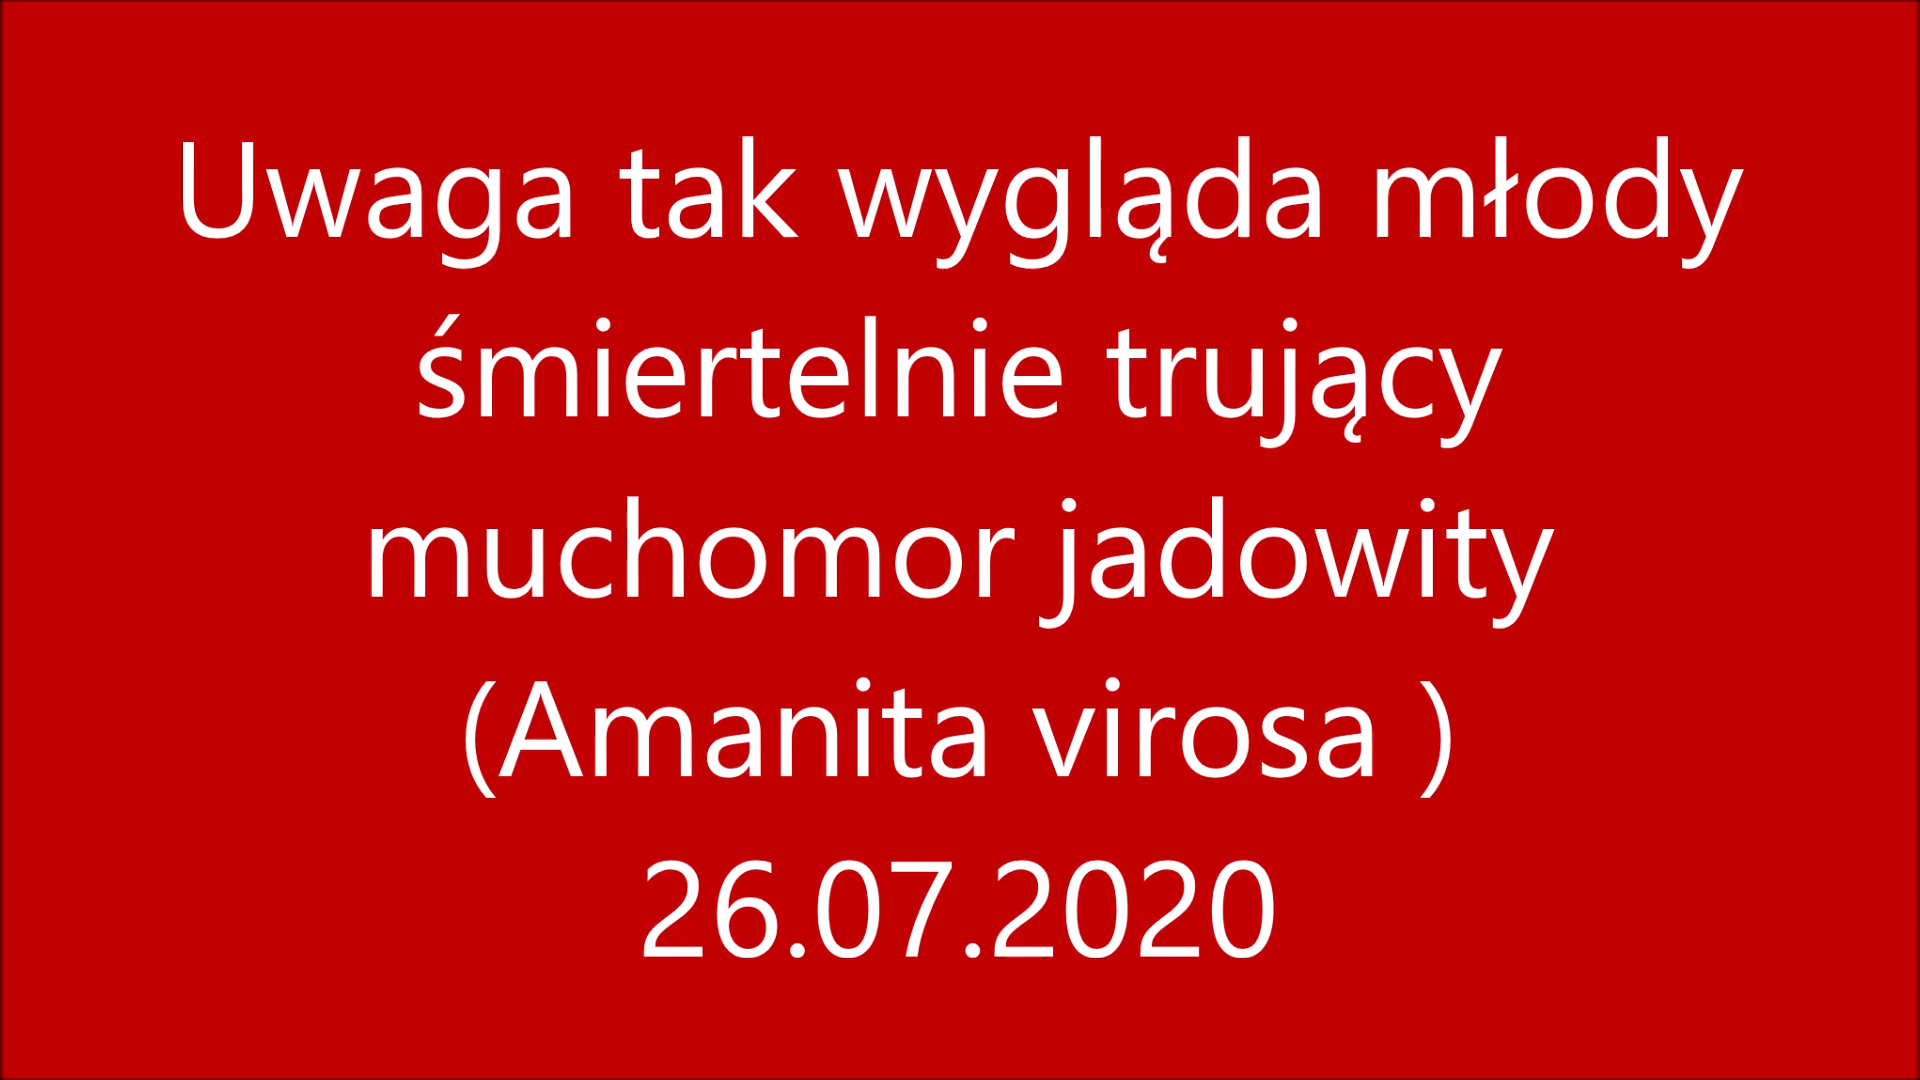 Uwaga tak wygląda młody
śmiertelnie trujący
muchomor jadowity
(Amanita virosa )
26.07.2020